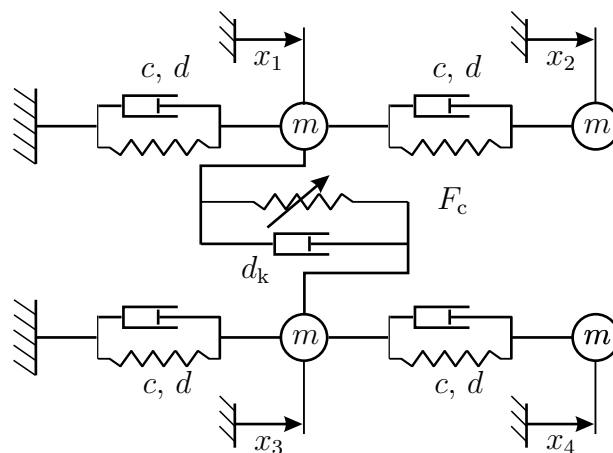 x₁ x₂
c, d c, d
m m
F_c
d_k
m m
c, d c, d
x₃ x₄